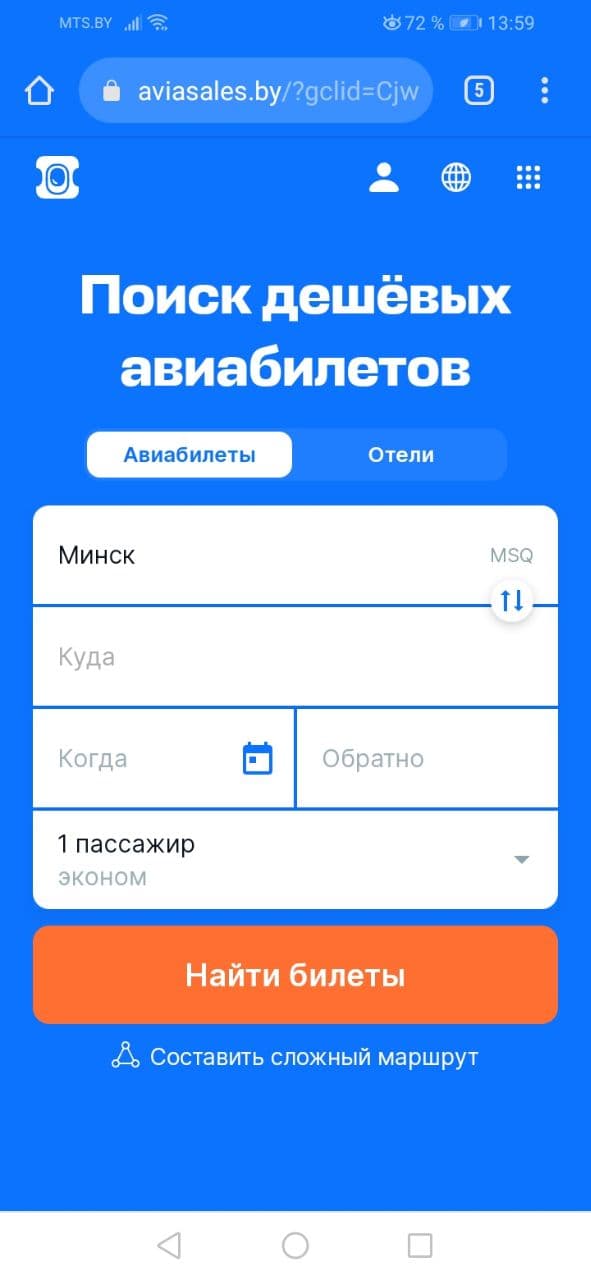 MTS.BY 72 % 13:59
aviasales.by/?gclid=Cjw 5
Поиск дешёвых
авиабилетов
Авиабилеты Отели
Минск MSQ
Куда
Когда Обратно
1 пассажир
эконом
Найти билеты
Составить сложный маршрут